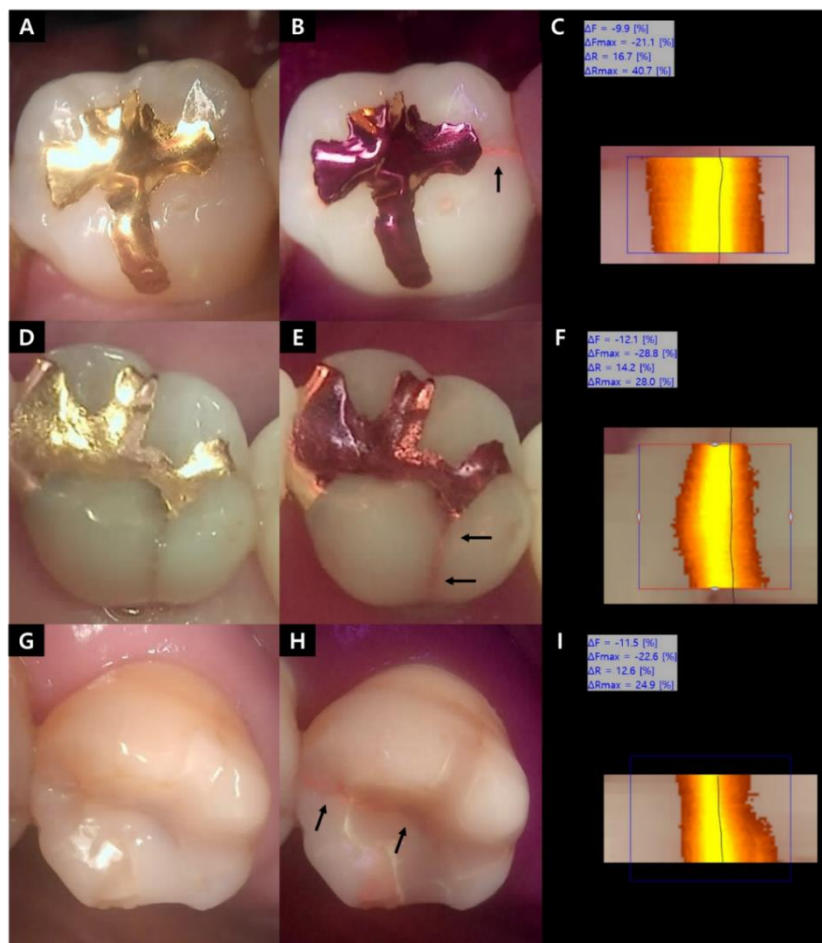 A
B
C
ΔF = -9.9 [%]
ΔFmax = -21.1 [%]
ΔR = 16.7 [%]
ΔRmax = 40.7 [%]
D
E
F
ΔF = -12.1 [%]
ΔFmax = -28.8 [%]
ΔR = 14.2 [%]
ΔRmax = 28.0 [%]
G
H
I
ΔF = -11.5 [%]
ΔFmax = -22.6 [%]
ΔR = 12.6 [%]
ΔRmax = 24.9 [%]